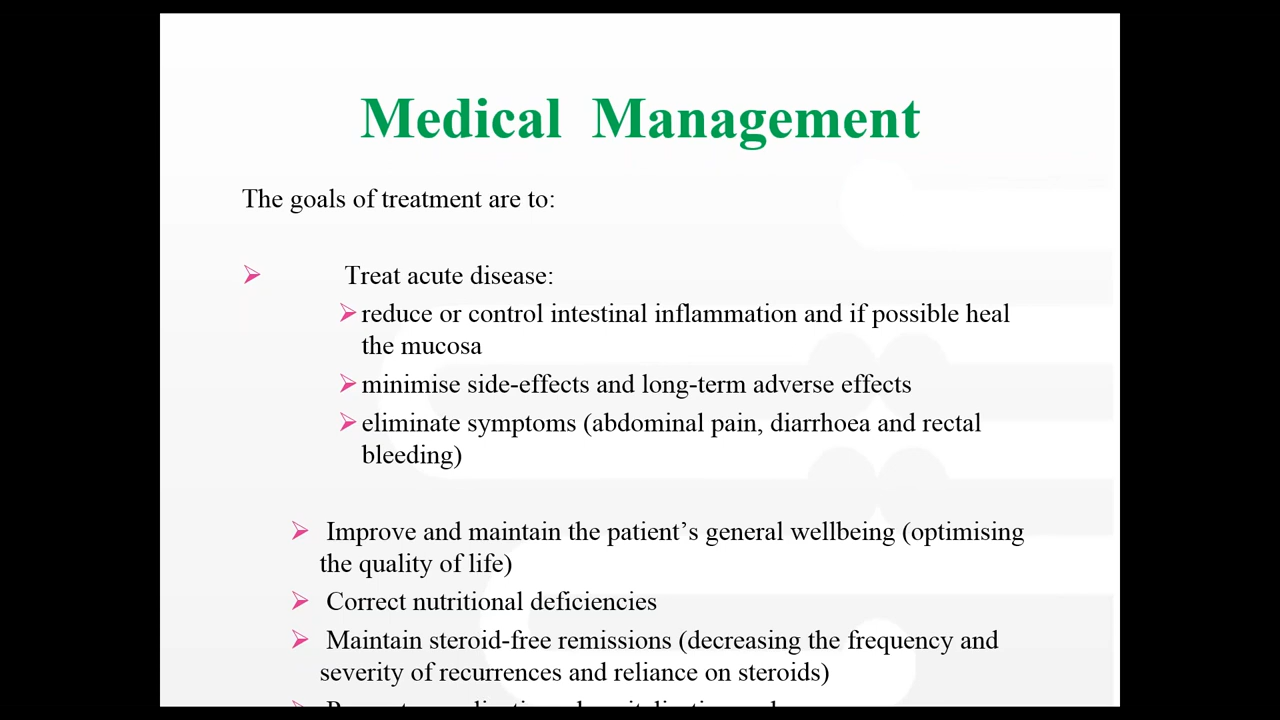 Medical Management
The goals of treatment are to:
Treat acute disease:
reduce or control intestinal inflammation and if possible heal
the mucosa
minimise side-effects and long-term adverse effects
eliminate symptoms (abdominal pain, diarrhoea and rectal
bleeding)
Improve and maintain the patient’s general wellbeing (optimising
the quality of life)
Correct nutritional deficiencies
Maintain steroid-free remissions (decreasing the frequency and
severity of recurrences and reliance on steroids)